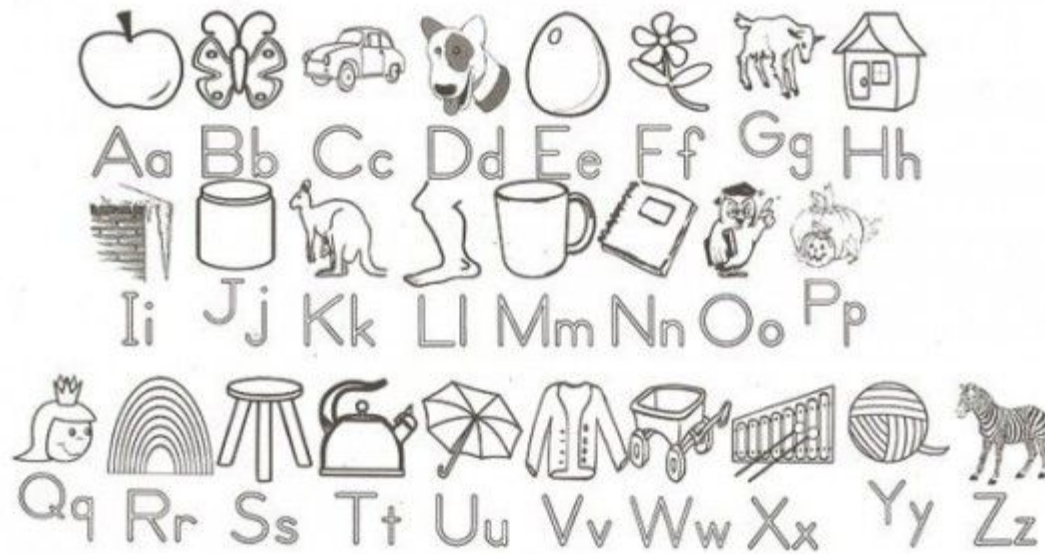 Aa Bb Cc Dd Ee Ff Gg Hh
Ii Jj Kk Ll Mm Nn Oo Pp
Qq Rr Ss Tt Uu Vv Ww Xx Yy Zz